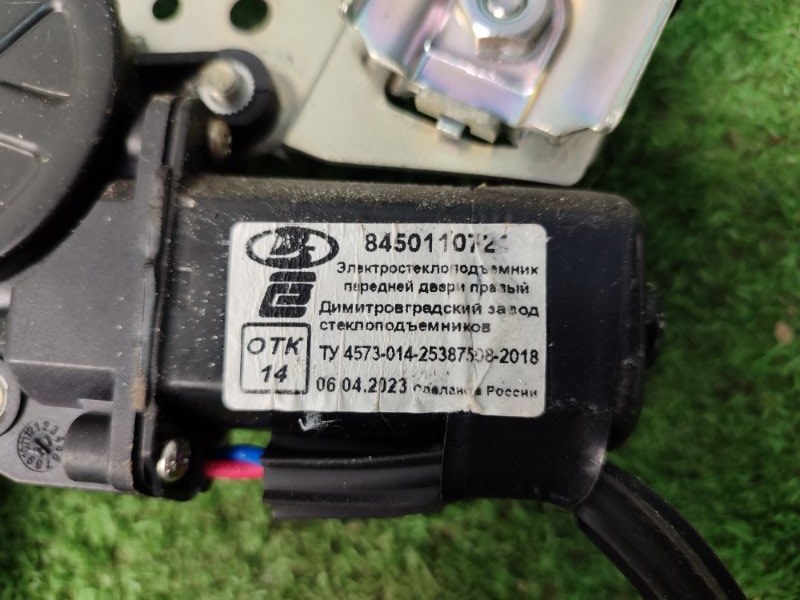 Электростеклоподъемник
передней двери правый
Димитровградский завод
стеклоподъемников
ОТК
14
ТУ 4573-014-25387508-2018
06.04.2023 Сделано в России